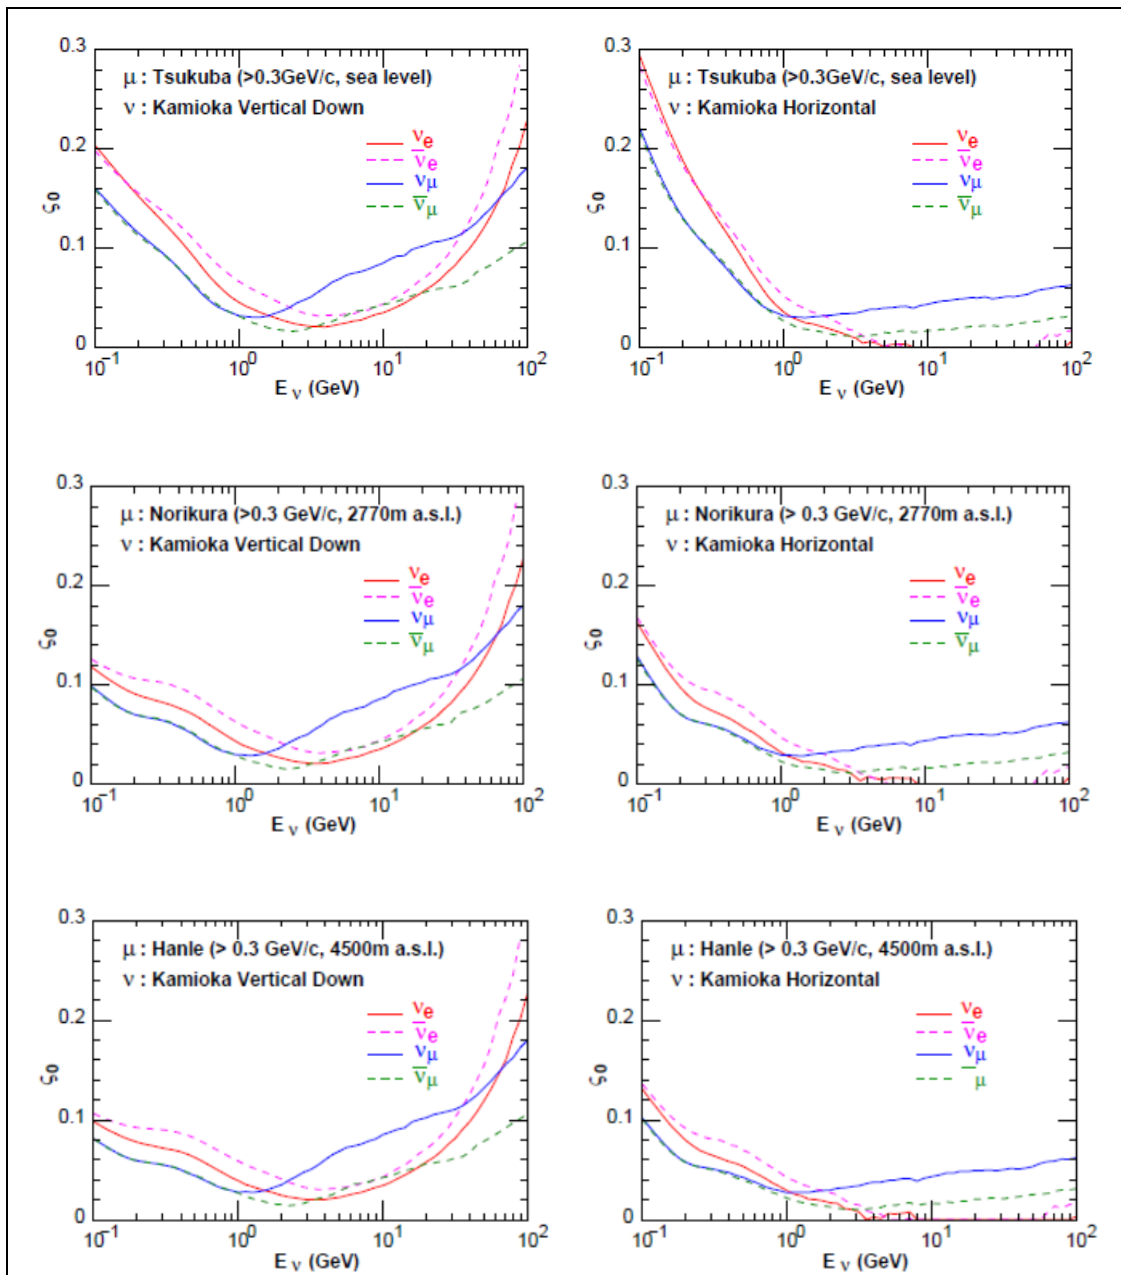 0.3
μ : Tsukuba (>0.3GeV/c, sea level)
ν : Kamioka Vertical Down
νe
ν̅e
νμ
ν̅μ
0.2
0.1
0
ς0
10⁻¹ 10⁰ 10¹ 10²
Eν (GeV)
0.3
μ : Tsukuba (>0.3GeV/c, sea level)
ν : Kamioka Horizontal
νe
ν̅e
νμ
ν̅μ
0.2
0.1
0
ς0
10⁻¹ 10⁰ 10¹ 10²
Eν (GeV)
0.3
μ : Norikura (>0.3 GeV/c, 2770m a.s.l.)
ν : Kamioka Vertical Down
νe
ν̅e
νμ
ν̅μ
0.2
0.1
0
ς0
10⁻¹ 10⁰ 10¹ 10²
Eν (GeV)
0.3
μ : Norikura (> 0.3 GeV/c, 2770m a.s.l.)
ν : Kamioka Horizontal
νe
ν̅e
νμ
ν̅μ
0.2
0.1
0
ς0
10⁻¹ 10⁰ 10¹ 10²
Eν (GeV)
0.3
μ : Hanle (> 0.3 GeV/c, 4500m a.s.l.)
ν : Kamioka Vertical Down
νe
ν̅e
νμ
ν̅μ
0.2
0.1
0
ς0
10⁻¹ 10⁰ 10¹ 10²
Eν (GeV)
0.3
μ : Hanle (> 0.3 GeV/c, 4500m a.s.l.)
ν : Kamioka Horizontal
νe
ν̅e
νμ
‾μ
0.2
0.1
0
ς0
10⁻¹ 10⁰ 10¹ 10²
Eν (GeV)